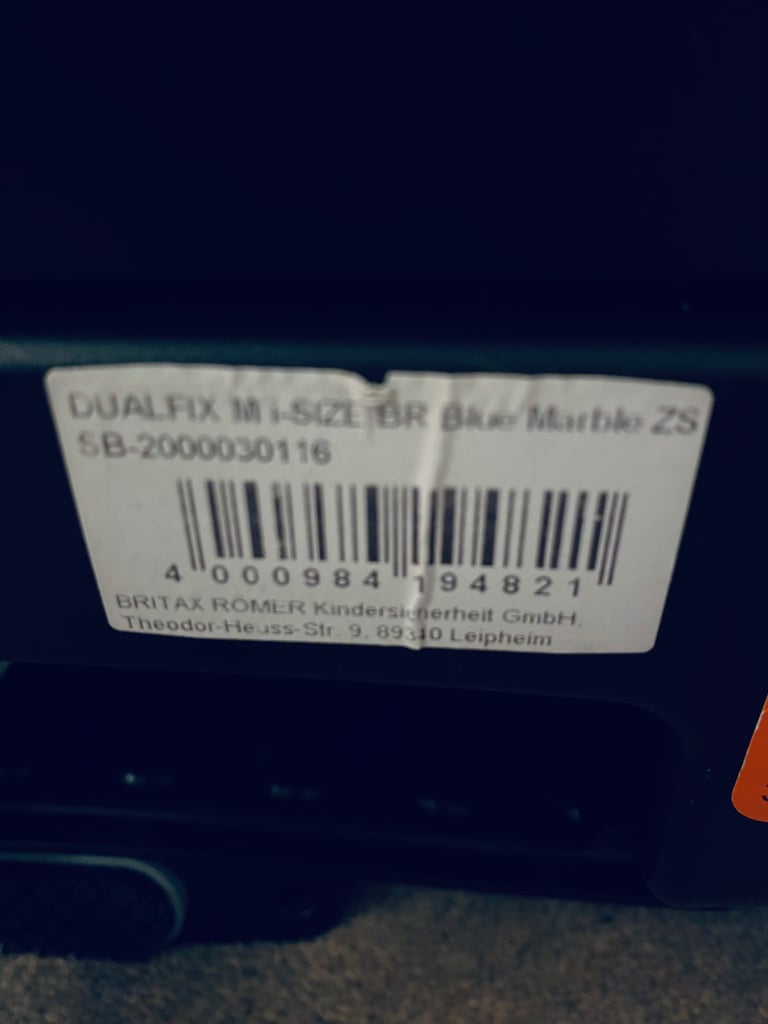 DUALFIX M i-SIZE BR Blue Marble ZS
SB-2000030116
4 000984 194821
BRITAX RÖMER Kindersicherheit GmbH,
Theodor-Heuss-Str. 9, 89340 Leipheim